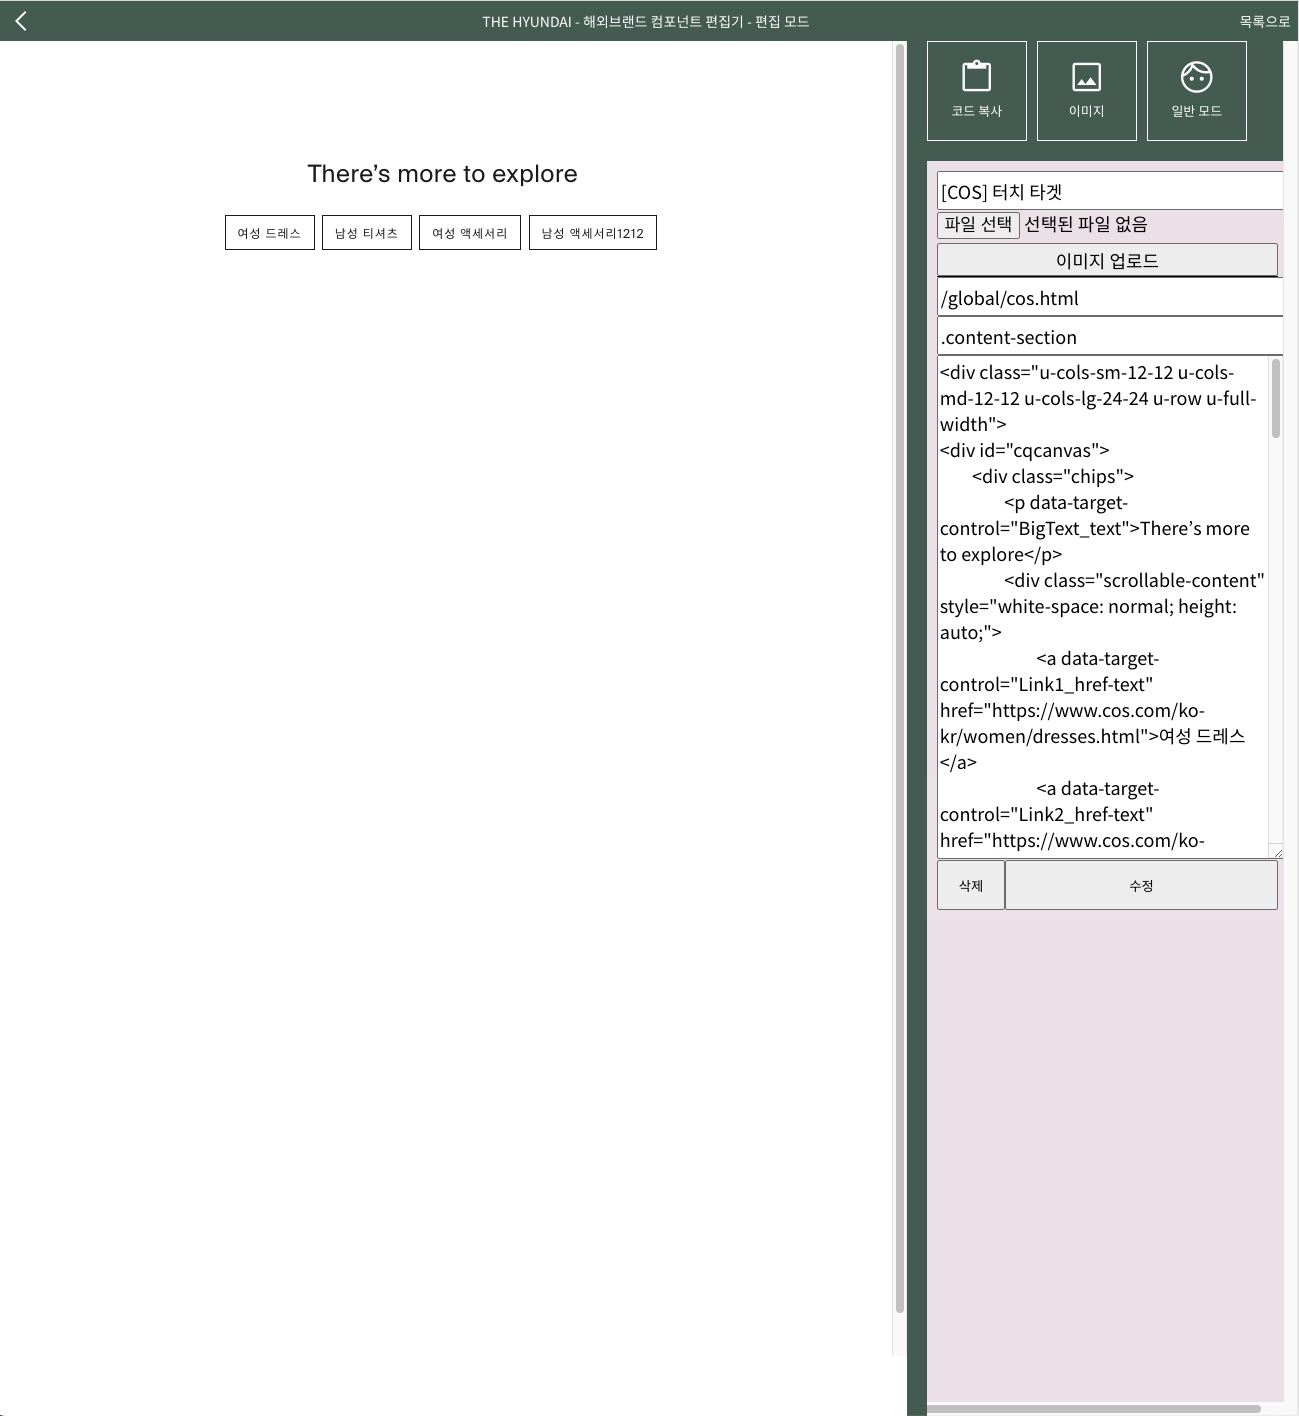 THE HYUNDAI - 해외브랜드 컴포넌트 편집기 - 편집 모드
목록으로
There’s more to explore
여성 드레스
남성 티셔츠
여성 액세서리
남성 액세서리1212
코드 복사
이미지
일반 모드
[COS] 터치 타겟
파일 선택 선택된 파일 없음
이미지 업로드
/global/cos.html
.content-section
<div class="u-cols-sm-12-12 u-cols-
md-12-12 u-cols-lg-24-24 u-row u-full-
width">
<div id="cqcanvas">
<div class="chips">
<p data-target-
control="BigText_text">There’s more
to explore</p>
<div class="scrollable-content"
style="white-space: normal; height:
auto;">
<a data-target-
control="Link1_href-text"
href="https://www.cos.com/ko-
kr/women/dresses.html">여성 드레스
</a>
<a data-target-
control="Link2_href-text"
href="https://www.cos.com/ko-
삭제
수정